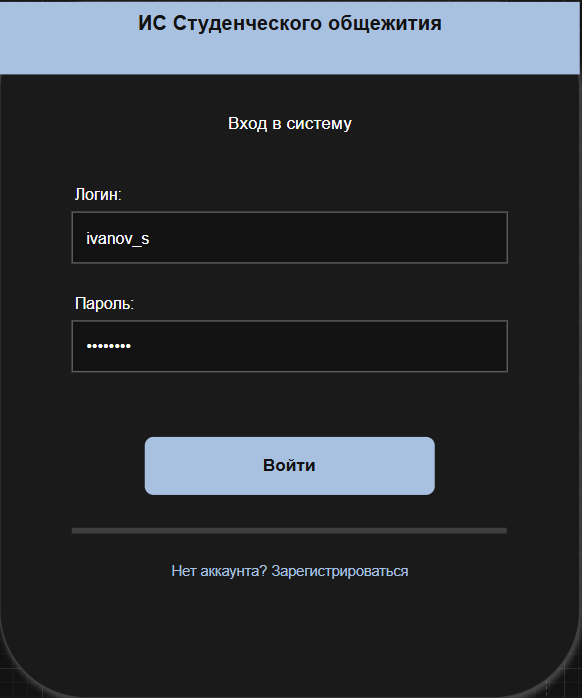 ИС Студенческого общежития
Вход в систему
Логин:
ivanov_s
Пароль:
••••••••
Войти
Нет аккаунта? Зарегистрироваться